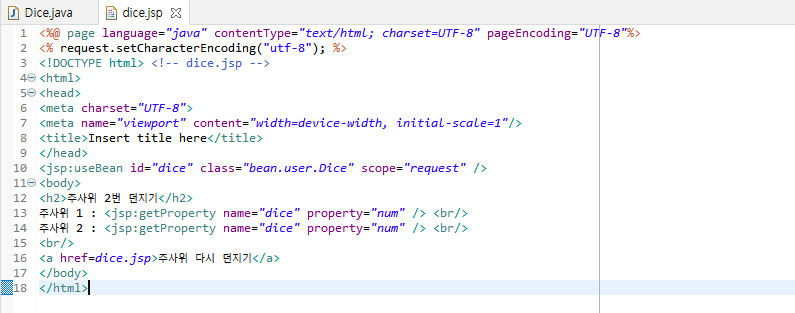 Dice.java dice.jsp
1 <%@ page language="java" contentType="text/html; charset=UTF-8" pageEncoding="UTF-8"%>
2 <% request.setCharacterEncoding("utf-8"); %>
3 <!DOCTYPE html> <!-- dice.jsp -->
4 <html>
5 <head>
6 <meta charset="UTF-8">
7 <meta name="viewport" content="width=device-width, initial-scale=1"/>
8 <title>Insert title here</title>
9 </head>
10 <jsp:useBean id="dice" class="bean.user.Dice" scope="request" />
11 <body>
12 <h2>주사위 2번 던지기</h2>
13 주사위 1 : <jsp:getProperty name="dice" property="num" /> <br/>
14 주사위 2 : <jsp:getProperty name="dice" property="num" /> <br/>
15 <br/>
16 <a href=dice.jsp>주사위 다시 던지기</a>
17 </body>
18 </html>